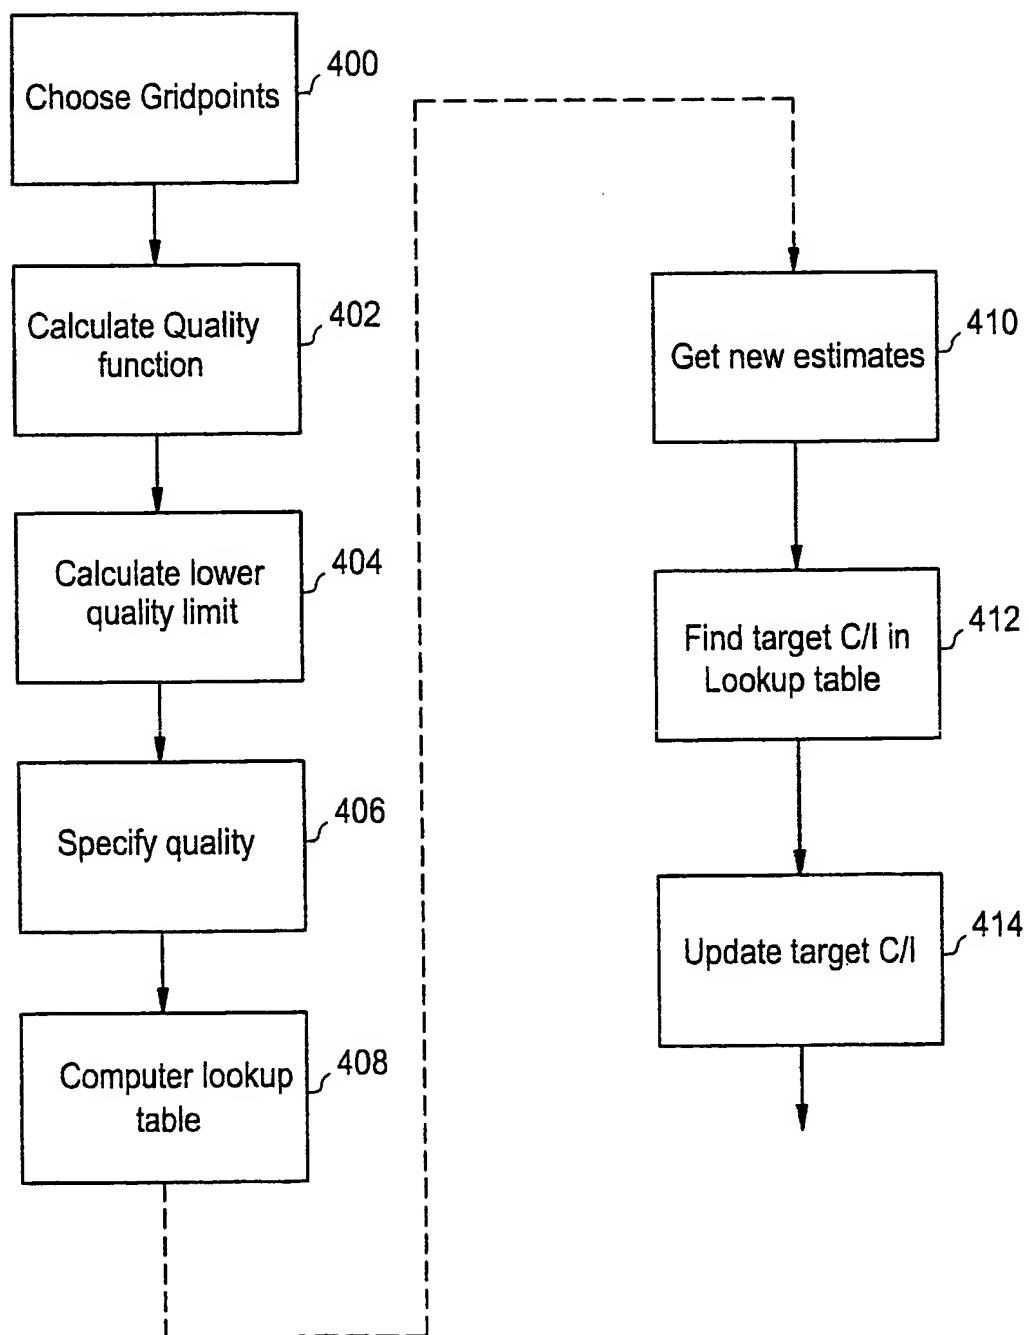 Choose Gridpoints
400
Calculate Quality
function
402
Calculate lower
quality limit
404
Specify quality
406
Computer lookup
table
408
Get new estimates
410
Find target C/I in
Lookup table
412
Update target C/I
414